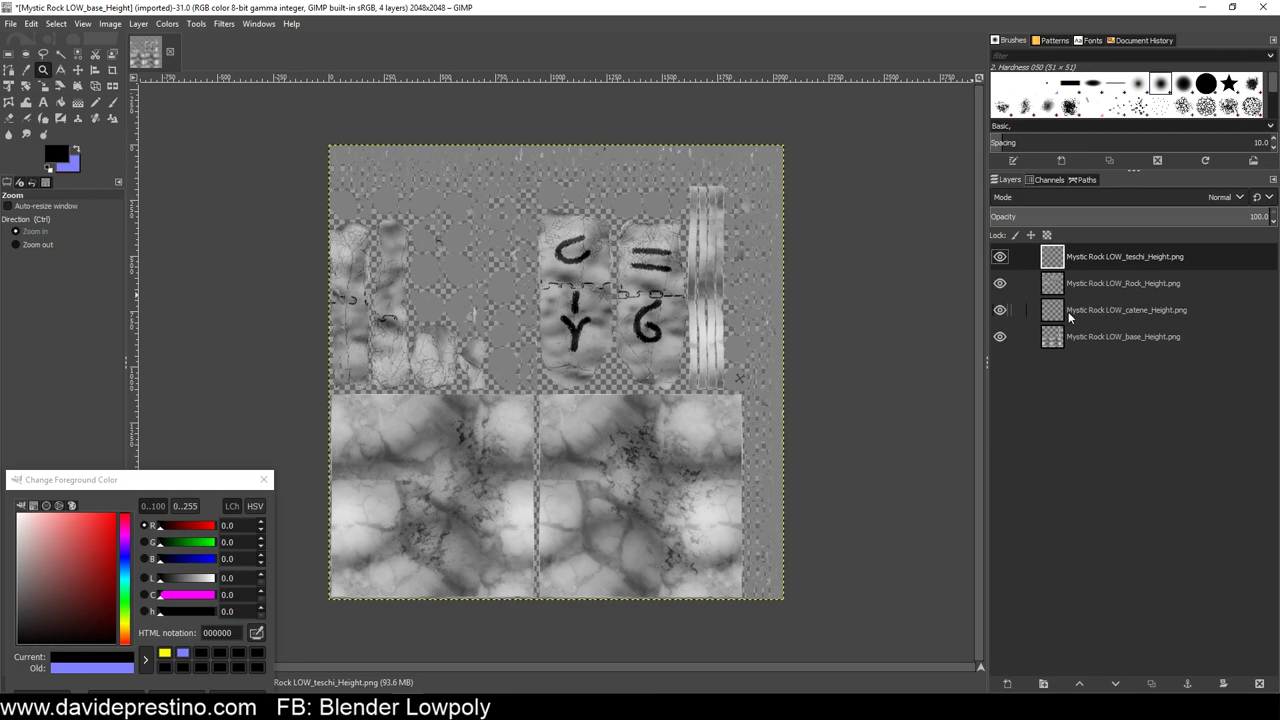 *[Mystic Rock LOW_base_Height] (imported)-31.0 (RGB color 8-bit gamma integer, GIMP built-in sRGB, 4 layers) 2048x2048 – GIMP
File Edit Select View Image Layer Colors Tools Filters Windows Help
Brushes Patterns Fonts Document History
filter
2. Hardness 050 (51 × 51)
Basic,
Spacing 10.0
Layers Channels Paths
Mode Normal
Opacity 100.0
Lock:
Mystic Rock LOW_teschi_Height.png
Mystic Rock LOW_Rock_Height.png
Mystic Rock LOW_catene_Height.png
Mystic Rock LOW_base_Height.png
Zoom
Auto-resize window
Direction (Ctrl)
Zoom in
Zoom out
Change Foreground Color
0..100 0..255 LCh HSV
R 0.0
G 0.0
B 0.0
L 0.0
C 0.0
h 0.0
HTML notation: 000000
Current:
Old:
Rock LOW_teschi_Height.png (93.6 MB)
www.davideprestino.com FB: Blender Lowpoly